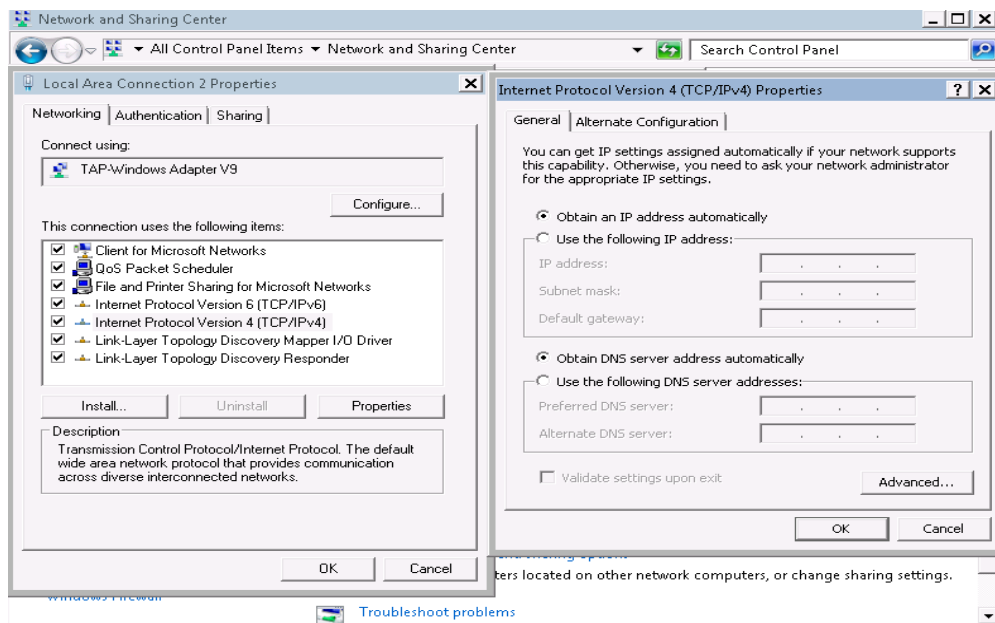 Network and Sharing Center
All Control Panel Items
Network and Sharing Center
Search Control Panel
Local Area Connection 2 Properties
Networking
Authentication
Sharing
Connect using:
TAP-Windows Adapter V9
Configure...
This connection uses the following items:
Client for Microsoft Networks
QoS Packet Scheduler
File and Printer Sharing for Microsoft Networks
Internet Protocol Version 6 (TCP/IPv6)
Internet Protocol Version 4 (TCP/IPv4)
Link-Layer Topology Discovery Mapper I/O Driver
Link-Layer Topology Discovery Responder
Install...
Uninstall
Properties
Description
Transmission Control Protocol/Internet Protocol. The default
wide area network protocol that provides communication
across diverse interconnected networks.
OK
Cancel
Internet Protocol Version 4 (TCP/IPv4) Properties
General
Alternate Configuration
You can get IP settings assigned automatically if your network supports
this capability. Otherwise, you need to ask your network administrator
for the appropriate IP settings.
Obtain an IP address automatically
Use the following IP address:
IP address:
Subnet mask:
Default gateway:
Obtain DNS server address automatically
Use the following DNS server addresses:
Preferred DNS server:
Alternate DNS server:
Validate settings upon exit
Advanced...
OK
Cancel
located on other network computers, or change sharing settings.
Windows Firewall
Troubleshoot problems